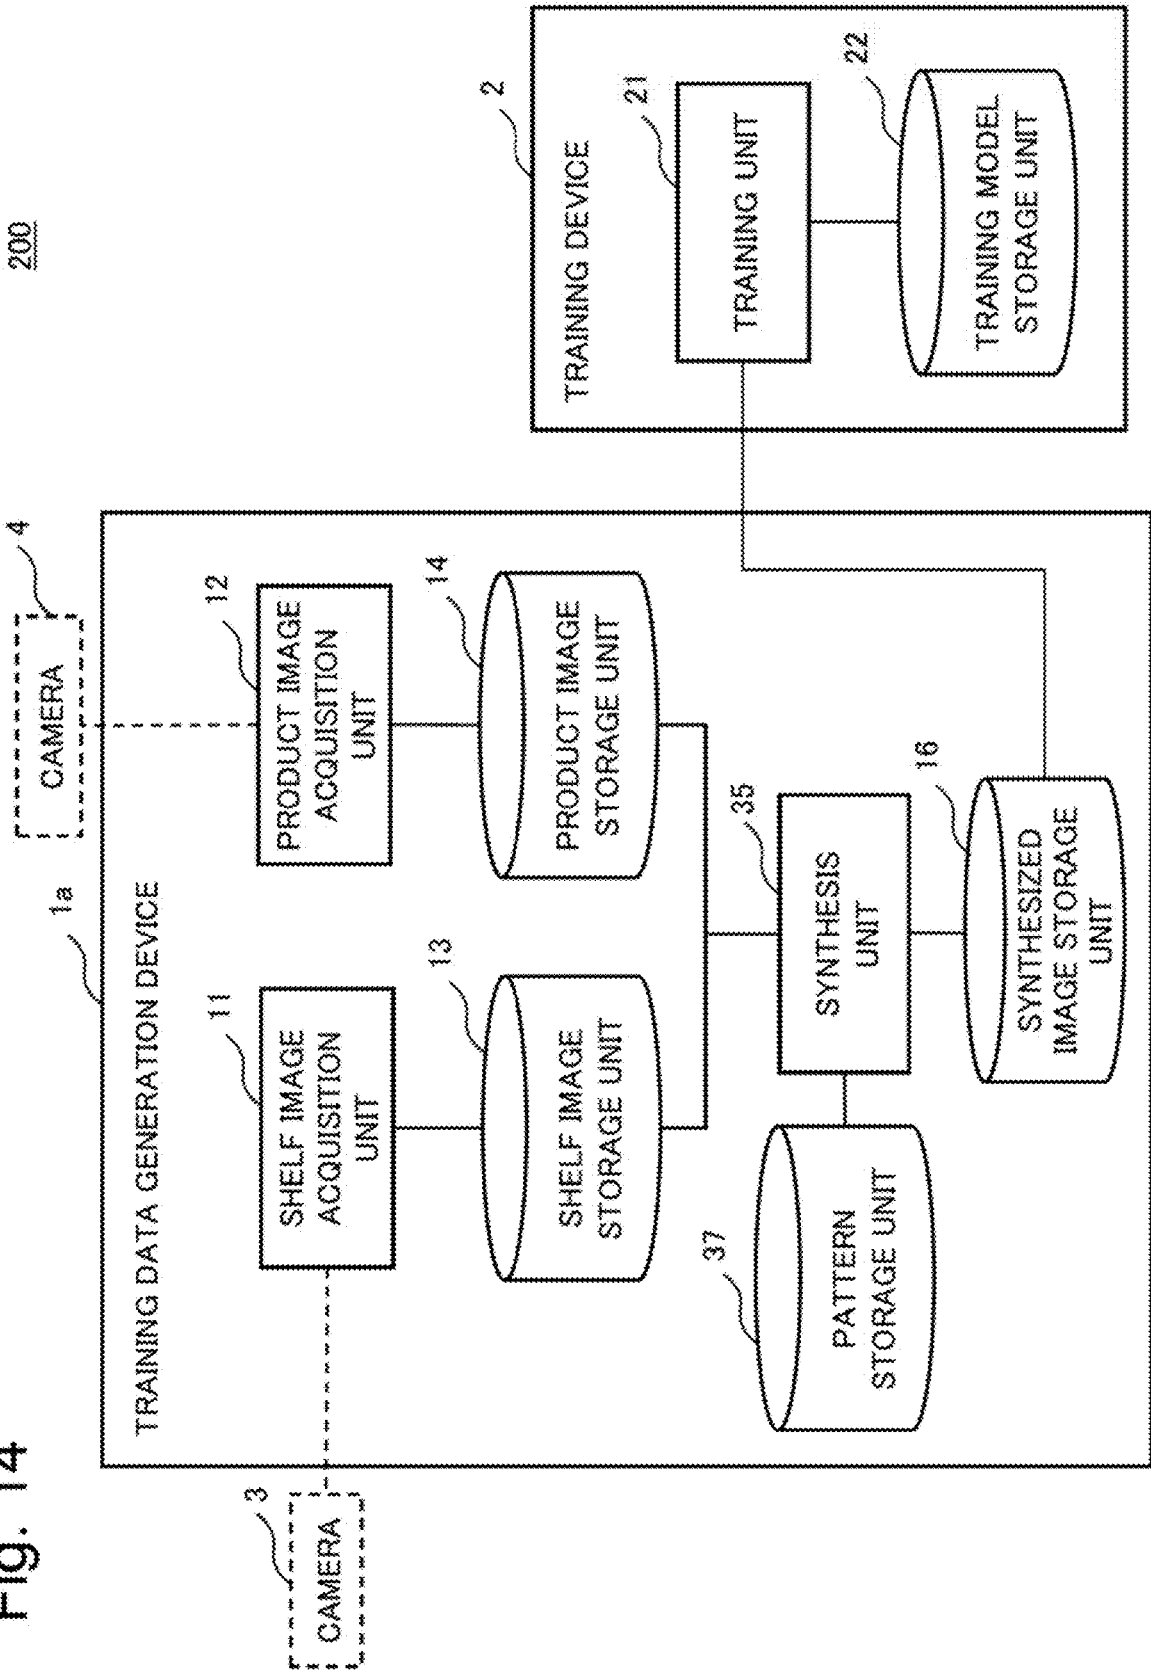 Fig. 14
200
3
CAMERA
4
CAMERA
1a
TRAINING DATA GENERATION DEVICE
11
SHELF IMAGE
ACQUISITION
UNIT
12
PRODUCT IMAGE
ACQUISITION
UNIT
13
SHELF IMAGE
STORAGE UNIT
14
PRODUCT IMAGE
STORAGE UNIT
37
PATTERN
STORAGE UNIT
35
SYNTHESIS
UNIT
16
SYNTHESIZED
IMAGE STORAGE
UNIT
2
TRAINING DEVICE
21
TRAINING UNIT
22
TRAINING MODEL
STORAGE UNIT